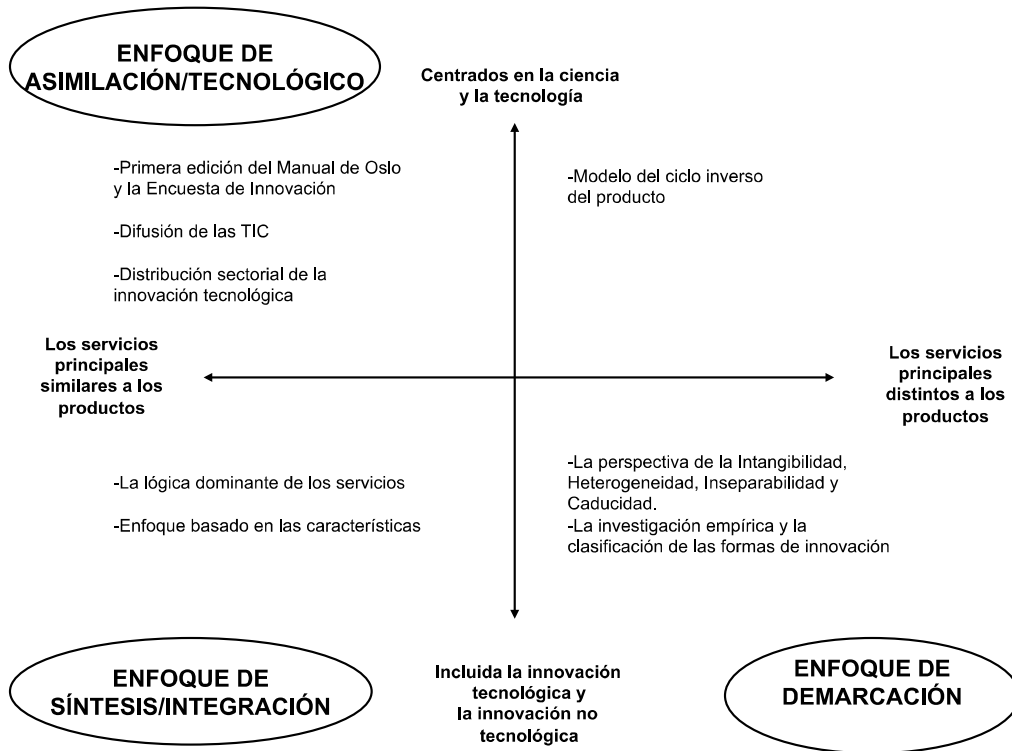 ENFOQUE DE
ASIMILACIÓN/TECNOLÓGICO
Centrados en la ciencia
y la tecnología
-Primera edición del Manual de Oslo
y la Encuesta de Innovación
-Difusión de las TIC
-Distribución sectorial de la
innovación tecnológica
-Modelo del ciclo inverso
del producto
Los servicios
principales
similares a los
productos
Los servicios
principales
distintos a los
productos
-La lógica dominante de los servicios
-Enfoque basado en las características
-La perspectiva de la Intangibilidad,
Heterogeneidad, Inseparabilidad y
Caducidad.
-La investigación empírica y la
clasificación de las formas de innovación
ENFOQUE DE
SÍNTESIS/INTEGRACIÓN
Incluida la innovación
tecnológica y
la innovación no
tecnológica
ENFOQUE DE
DEMARCACIÓN